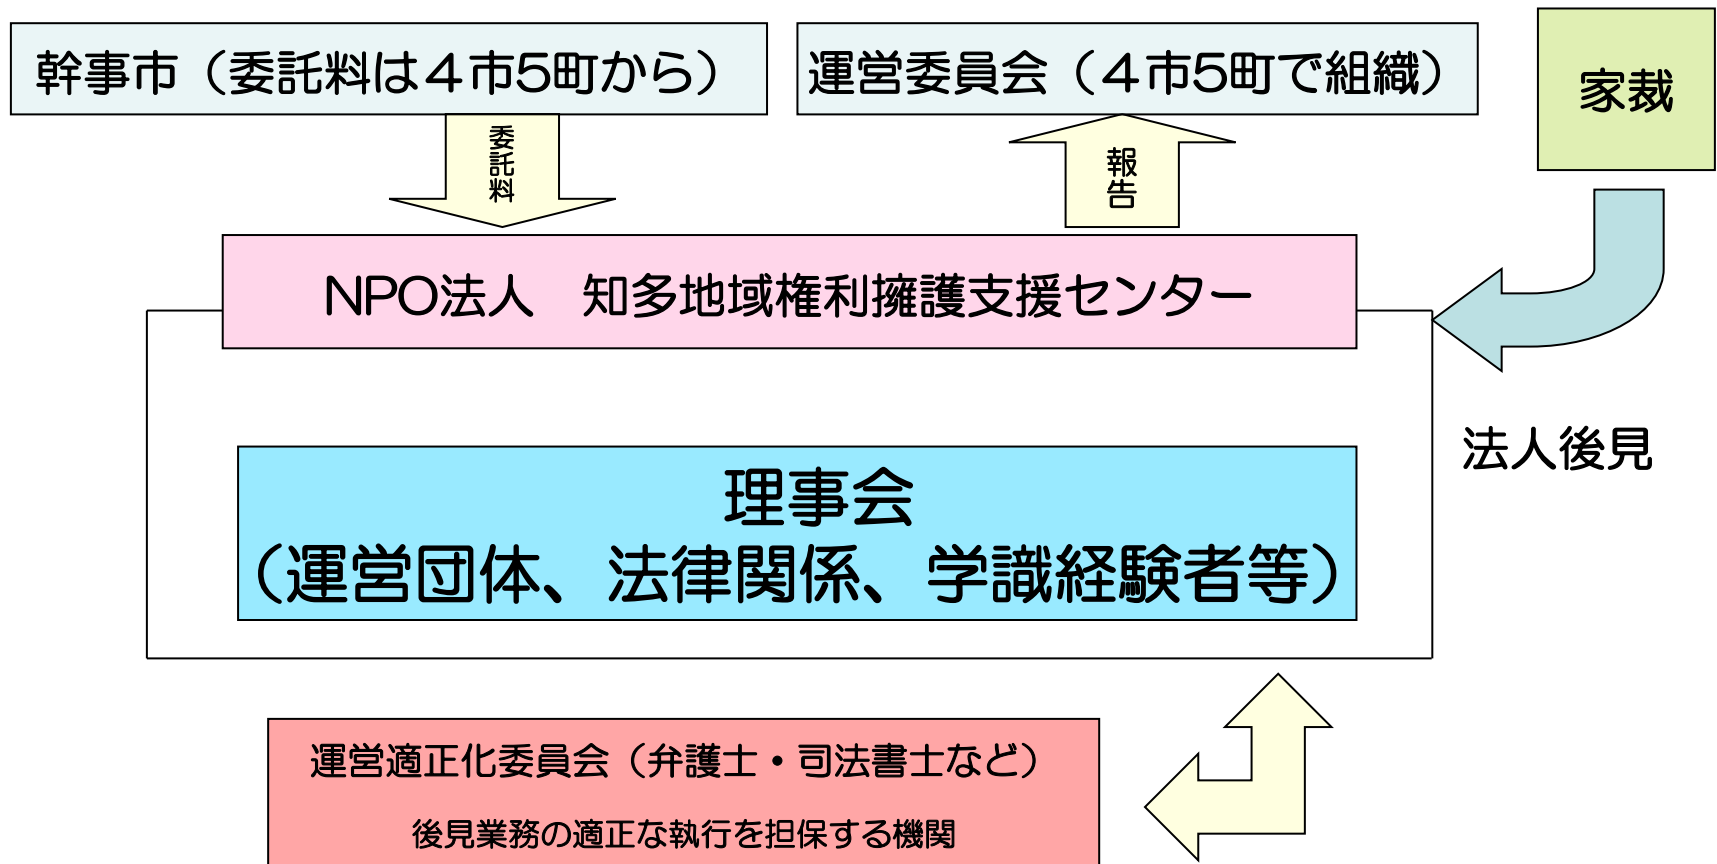 幹事市（委託料は４市５町から）
運営委員会（４市５町で組織）
家裁
委託料
報告
NPO法人　知多地域権利擁護支援センター
法人後見
理事会
（運営団体、法律関係、学識経験者等）
運営適正化委員会（弁護士・司法書士など）
後見業務の適正な執行を担保する機関